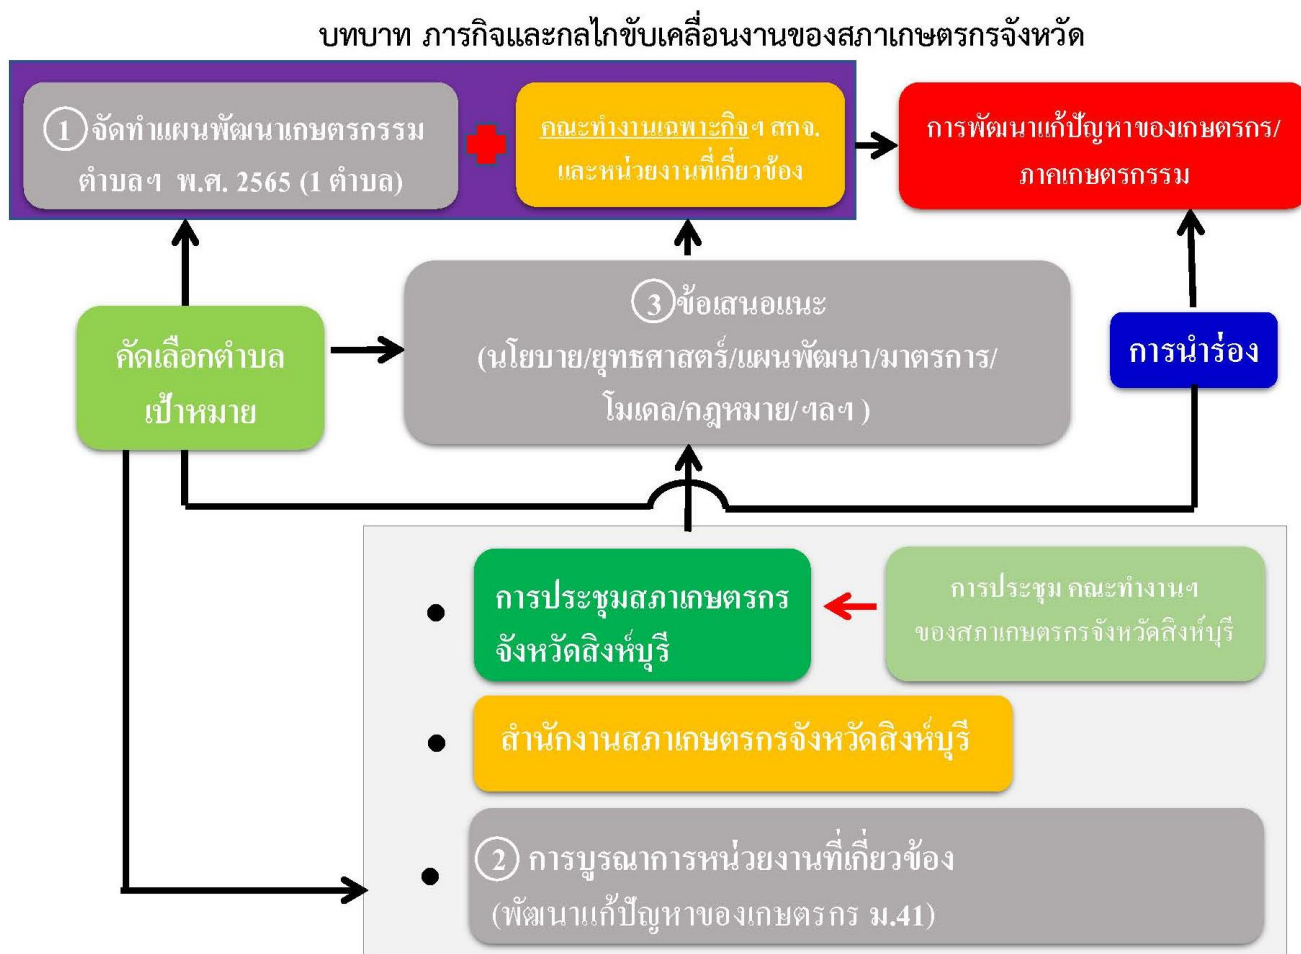 บทบาท ภารกิจและกลไกขับเคลื่อนงานของสภาเกษตรกรจังหวัด
1 จัดทำแผนพัฒนาเกษตรกรรม
ตำบลฯ พ.ศ. 2565 (1 ตำบล)
คณะทำงานเฉพาะกิจฯ สกจ.
และหน่วยงานที่เกี่ยวข้อง
การพัฒนาแก้ปัญหาของเกษตรกร/
ภาคเกษตรกรรม
คัดเลือกตำบล
เป้าหมาย
3 ข้อเสนอแนะ
(นโยบาย/ยุทธศาสตร์/แผนพัฒนา/มาตรการ/
โมเดล/กฎหมาย/ฯลฯ )
การนำร่อง
• การประชุมสภาเกษตรกร
จังหวัดสิงห์บุรี
การประชุม คณะทำงานฯ
ของสภาเกษตรกรจังหวัดสิงห์บุรี
• สำนักงานสภาเกษตรกรจังหวัดสิงห์บุรี
• 2 การบูรณาการหน่วยงานที่เกี่ยวข้อง
(พัฒนาแก้ปัญหาของเกษตรกร ม.41)